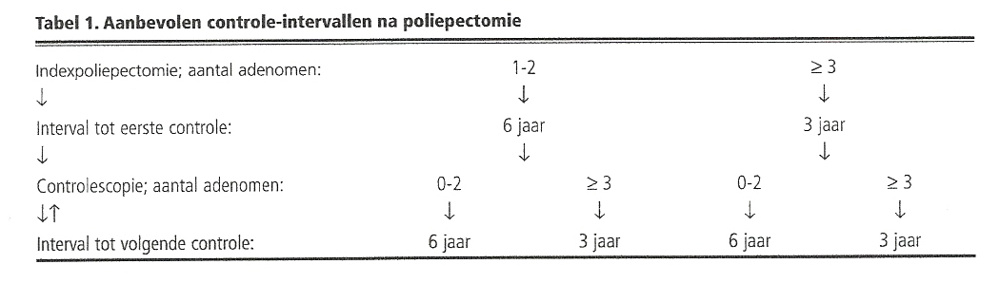 Tabel 1. Aanbevolen controle-intervallen na poliepectomie
Indexpoliepectomie; aantal adenomen: 1-2 ≥ 3
↓ ↓ ↓
Interval tot eerste controle: 6 jaar 3 jaar
↓ ↓ ↓
Controlescopie; aantal adenomen: 0-2 ≥ 3 0-2 ≥ 3
↓↑ ↓ ↓ ↓ ↓
Interval tot volgende controle: 6 jaar 3 jaar 6 jaar 3 jaar